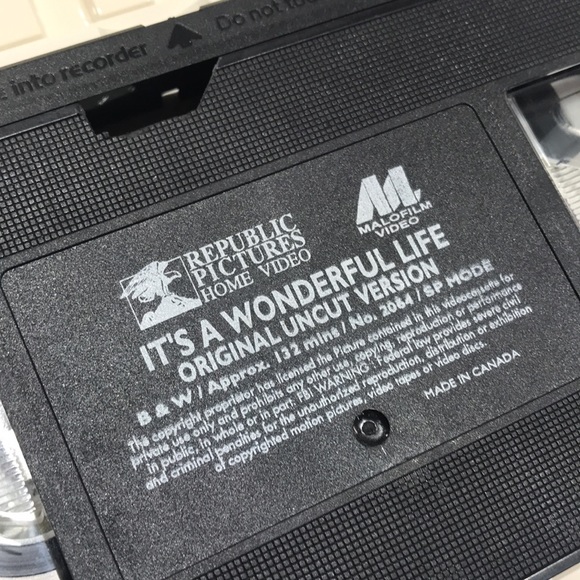 into recorder Do not
REPUBLIC
PICTURES
HOME VIDEO
MALOFILM
VIDEO
IT'S A WONDERFUL LIFE
ORIGINAL UNCUT VERSION
B & W / Approx. 132 mins / No. 2064 / SP MODE
The copyright proprietor has licensed the Picture contained in this videocassette for
private use only and prohibits any other use, copying, reproduction or performance
in public, in whole or in part. FBI WARNING: Federal law provides severe civil
and criminal penalties for the unauthorized reproduction, distribution or exhibition
of copyrighted motion pictures, video tapes or video discs.
MADE IN CANADA